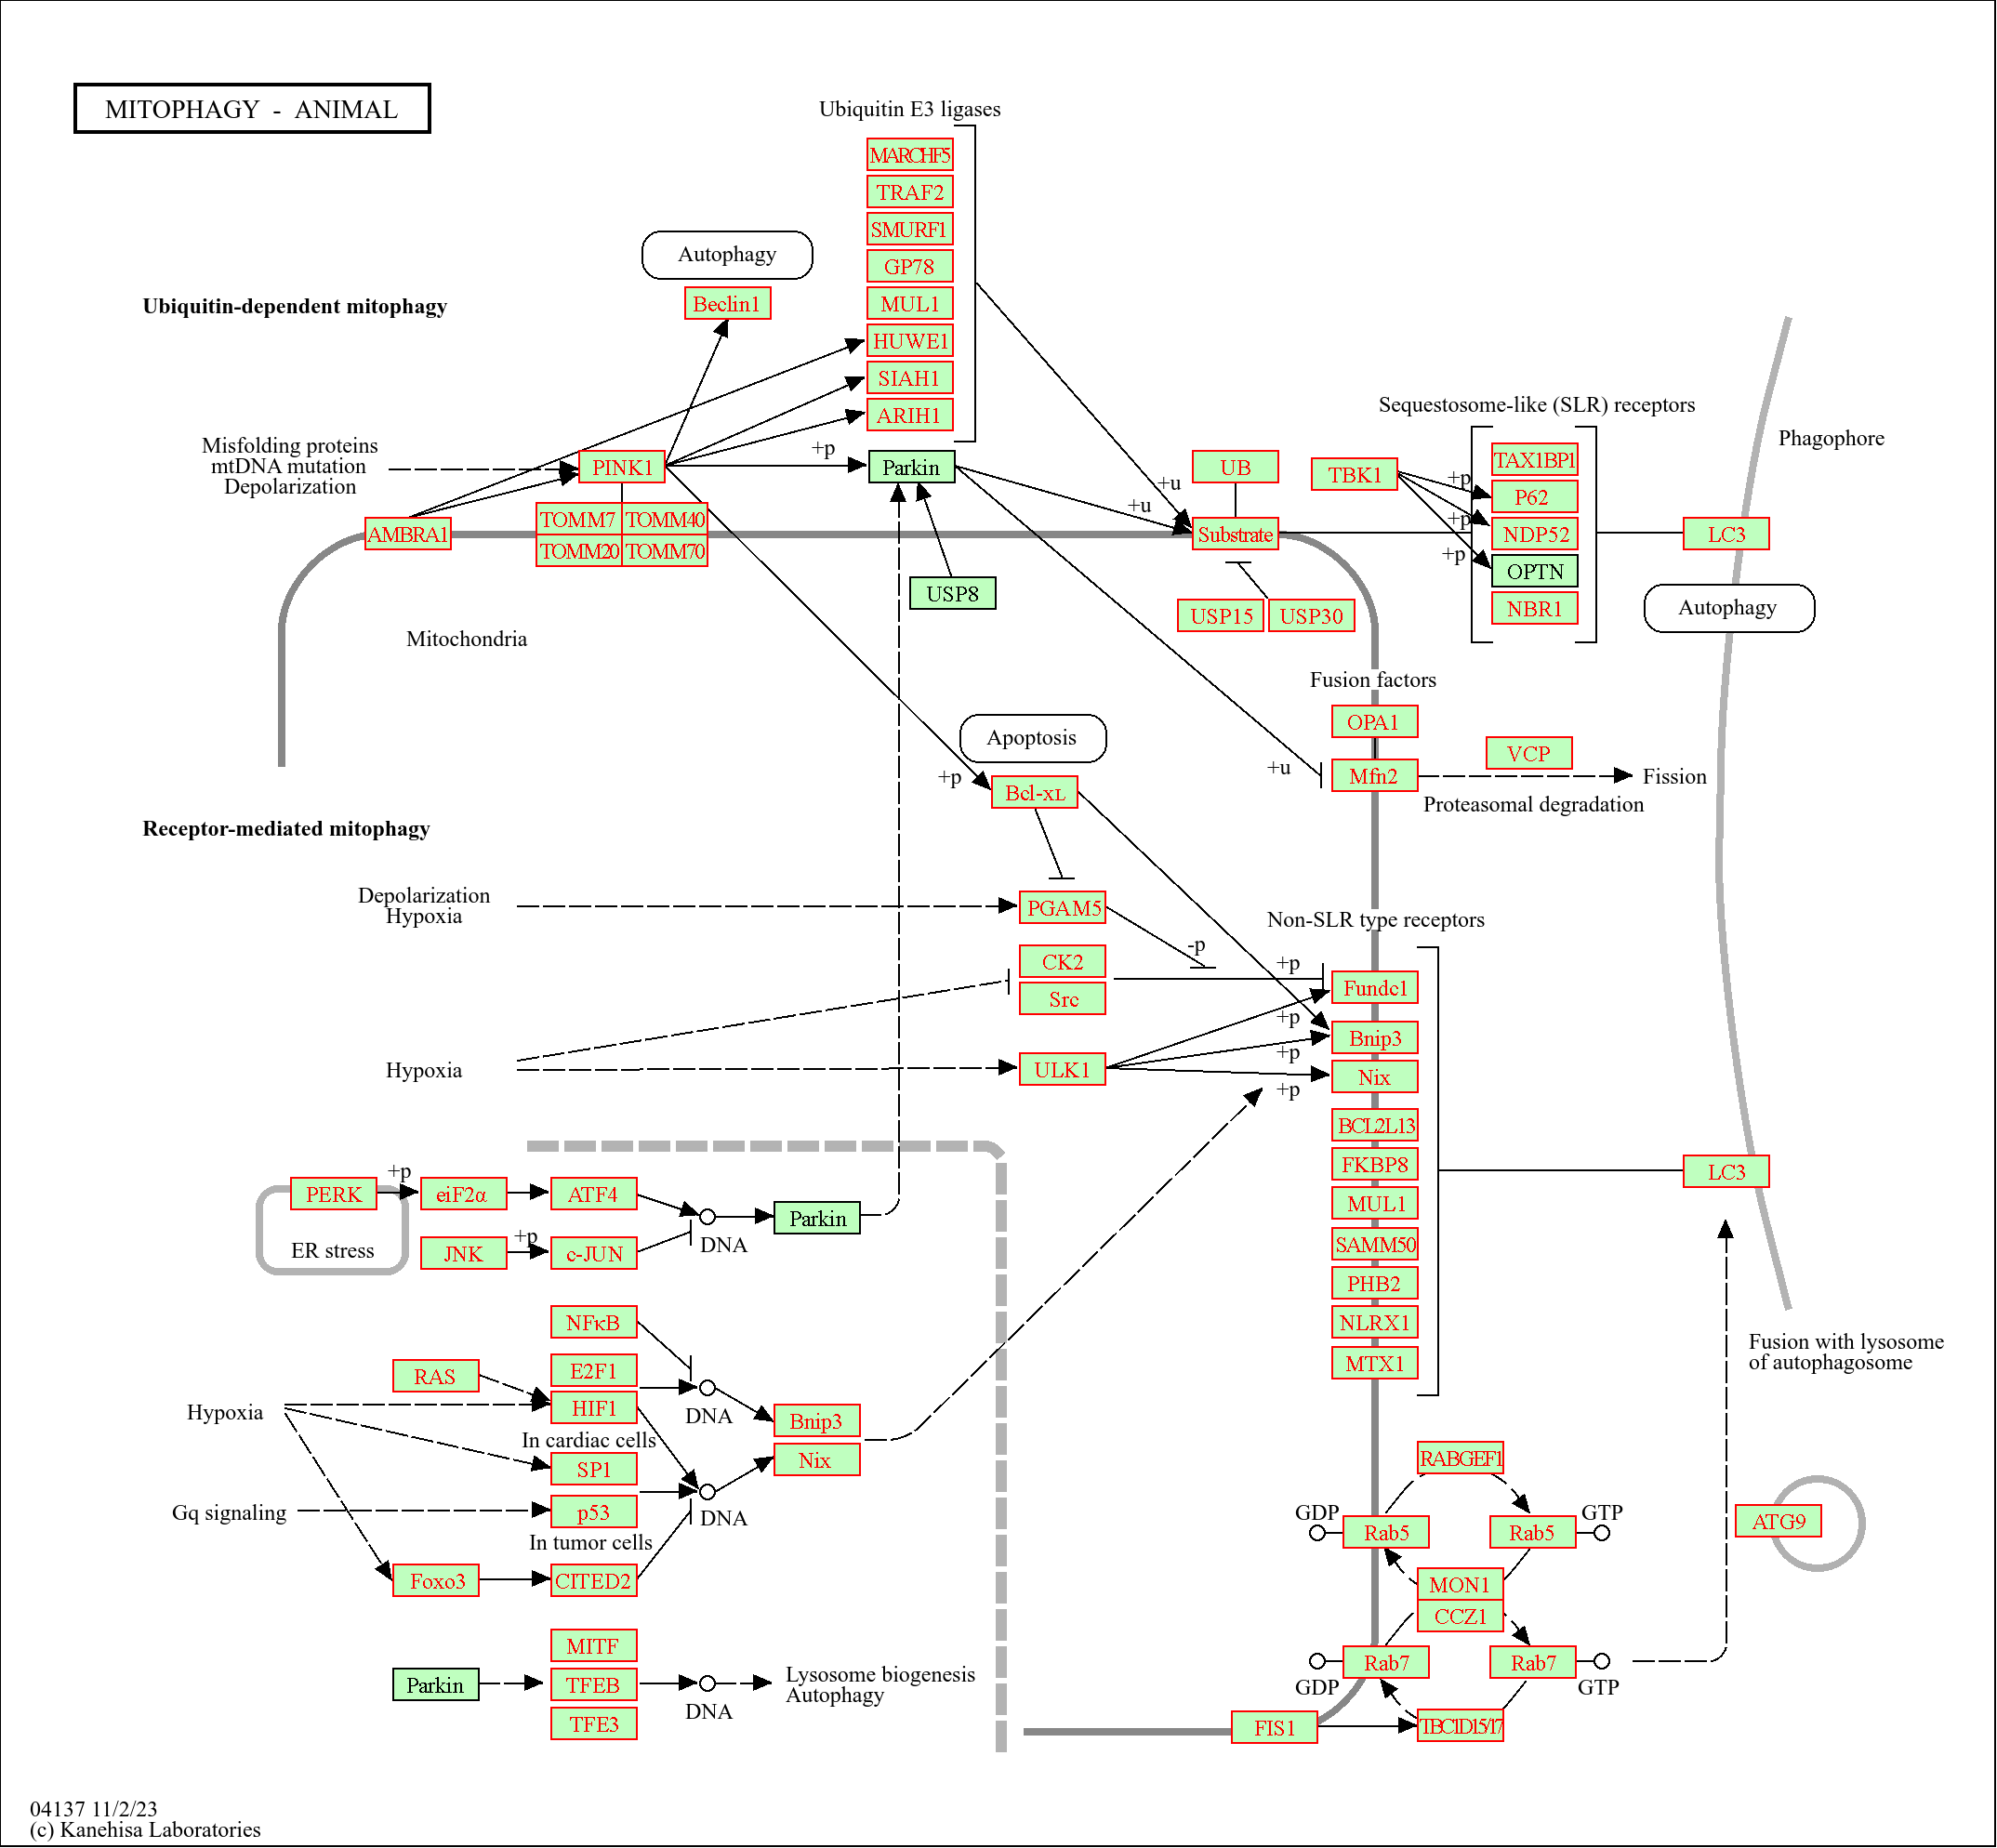 MITOPHAGY - ANIMAL
Ubiquitin E3 ligases
MARCHF5
TRAF2
SMURF1
GP78
MUL1
HUWE1
SIAH1
ARIH1
Autophagy
Beclin1
Ubiquitin-dependent mitophagy
Misfolding proteins
mtDNA mutation
Depolarization
PINK1
+p
Parkin
AMBRA1
TOMM7 TOMM40
TOMM20 TOMM70
USP8
Mitochondria
+u
+u
UB
Substrate
USP15 USP30
TBK1
Sequestosome-like (SLR) receptors
+p
+p
+p
TAX1BP1
P62
NDP52
OPTN
NBR1
LC3
Phagophore
Autophagy
Fusion factors
OPA1
+u
Mfn2
VCP
Fission
Proteasomal degradation
Apoptosis
+p
Bcl-xL
Receptor-mediated mitophagy
Depolarization
Hypoxia
PGAM5
-p
CK2
Src
Hypoxia
ULK1
Non-SLR type receptors
+p
+p
+p
+p
Fundc1
Bnip3
Nix
BCL2L13
FKBP8
MUL1
SAMM50
PHB2
NLRX1
MTX1
LC3
PERK
+p
eiF2α
ATF4
ER stress
JNK
+p
c-JUN
DNA
Parkin
NFκB
RAS
E2F1
HIF1
Hypoxia
In cardiac cells
SP1
Gq signaling
p53
In tumor cells
Foxo3
CITED2
DNA
DNA
Bnip3
Nix
Parkin
MITF
TFEB
TFE3
DNA
Lysosome biogenesis
Autophagy
Fusion with lysosome
of autophagosome
RABGEF1
GDP
Rab5
Rab5
GTP
MON1
CCZ1
GDP
Rab7
Rab7
GTP
FIS1
TBC1D15/17
ATG9
04137 11/2/23
(c) Kanehisa Laboratories